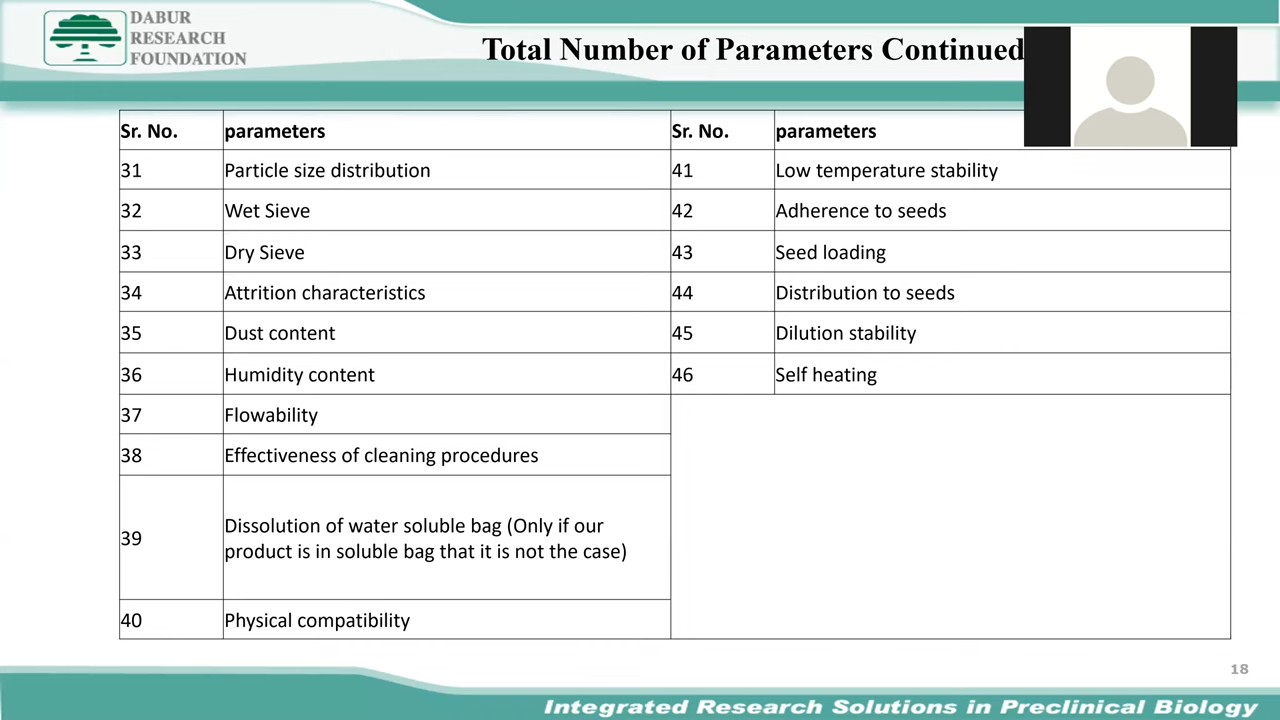 DABUR
RESEARCH
FOUNDATION
Total Number of Parameters Continued
Sr. No. parameters Sr. No. parameters
31 Particle size distribution 41 Low temperature stability
32 Wet Sieve 42 Adherence to seeds
33 Dry Sieve 43 Seed loading
34 Attrition characteristics 44 Distribution to seeds
35 Dust content 45 Dilution stability
36 Humidity content 46 Self heating
37 Flowability
38 Effectiveness of cleaning procedures
39 Dissolution of water soluble bag (Only if our
product is in soluble bag that it is not the case)
40 Physical compatibility
18
Integrated Research Solutions in Preclinical Biology